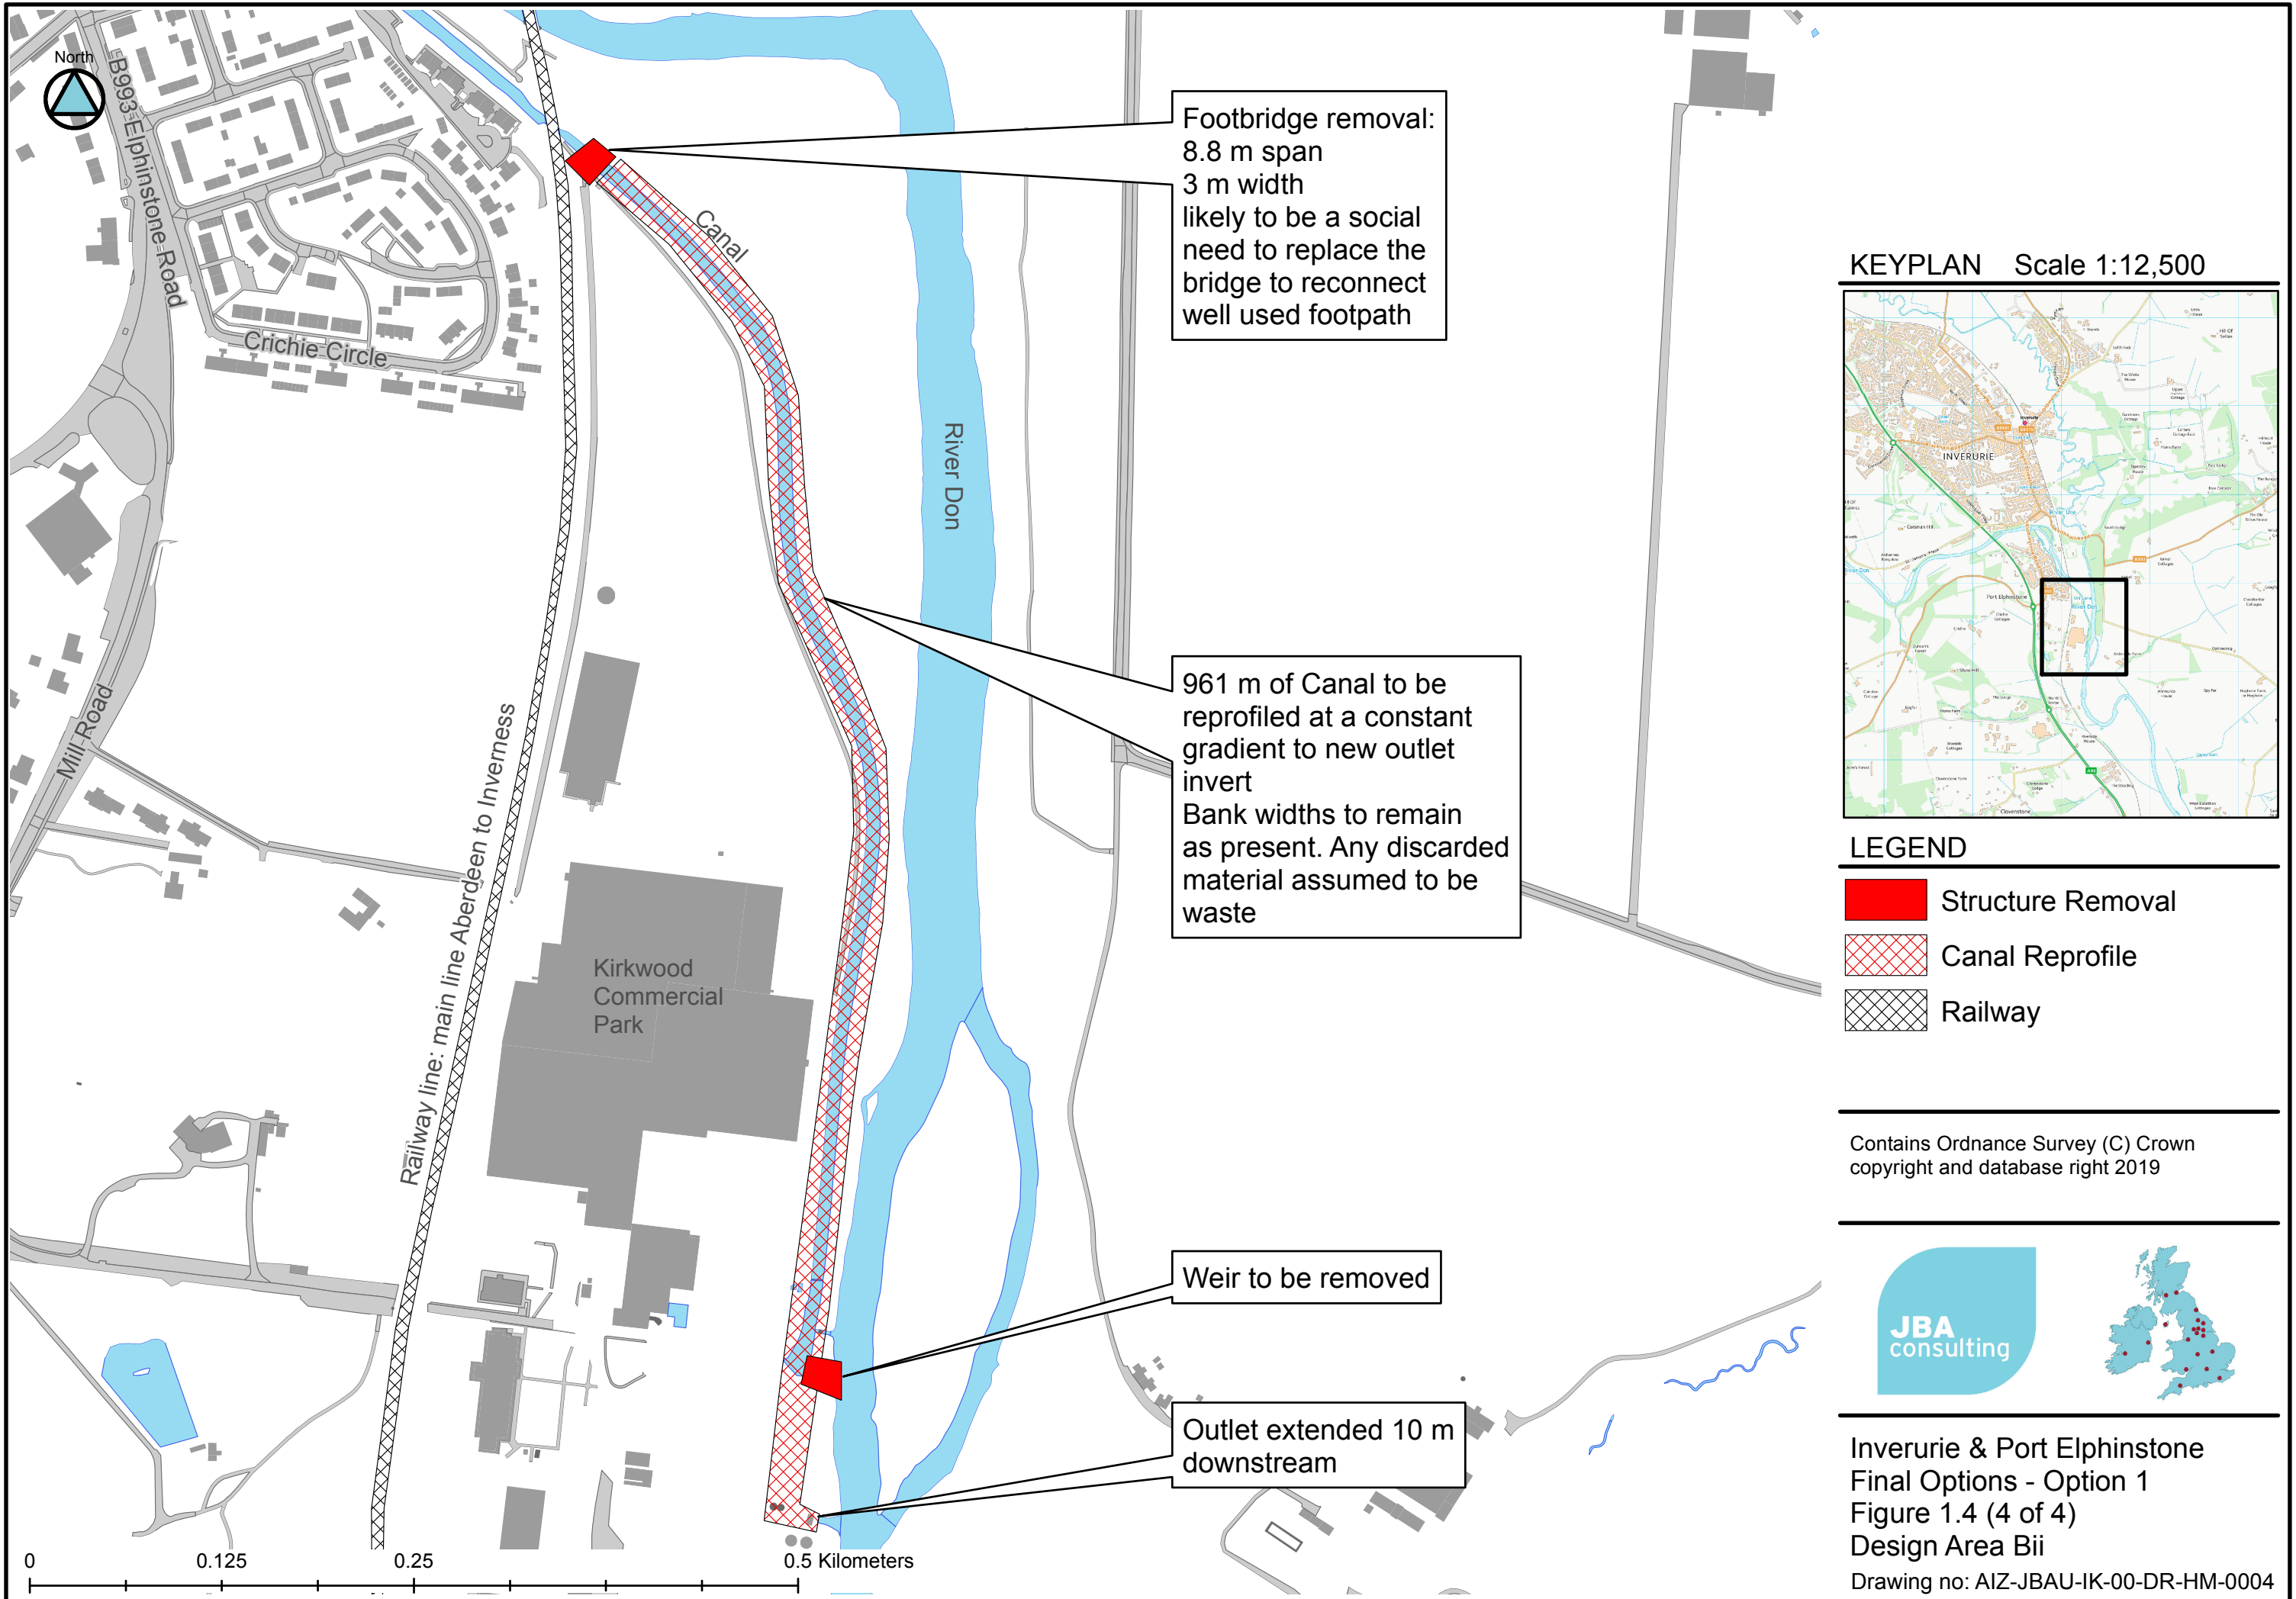 North
B993-Elphinstone-Road
Crichie Circle
Mill Road
Railway line: main line Aberdeen to Inverness
Canal
River Don
Kirkwood
Commercial
Park
Footbridge removal:
8.8 m span
3 m width
likely to be a social
need to replace the
bridge to reconnect
well used footpath
961 m of Canal to be
reprofiled at a constant
gradient to new outlet
invert
Bank widths to remain
as present. Any discarded
material assumed to be
waste
Weir to be removed
Outlet extended 10 m
downstream
0 0.125 0.25 0.5 Kilometers
KEYPLAN Scale 1:12,500
INVERURIE
Port Elphinstone
River Don
LEGEND
Structure Removal
Canal Reprofile
Railway
Contains Ordnance Survey (C) Crown
copyright and database right 2019
JBA
consulting
Inverurie & Port Elphinstone
Final Options - Option 1
Figure 1.4 (4 of 4)
Design Area Bii
Drawing no: AIZ-JBAU-IK-00-DR-HM-0004